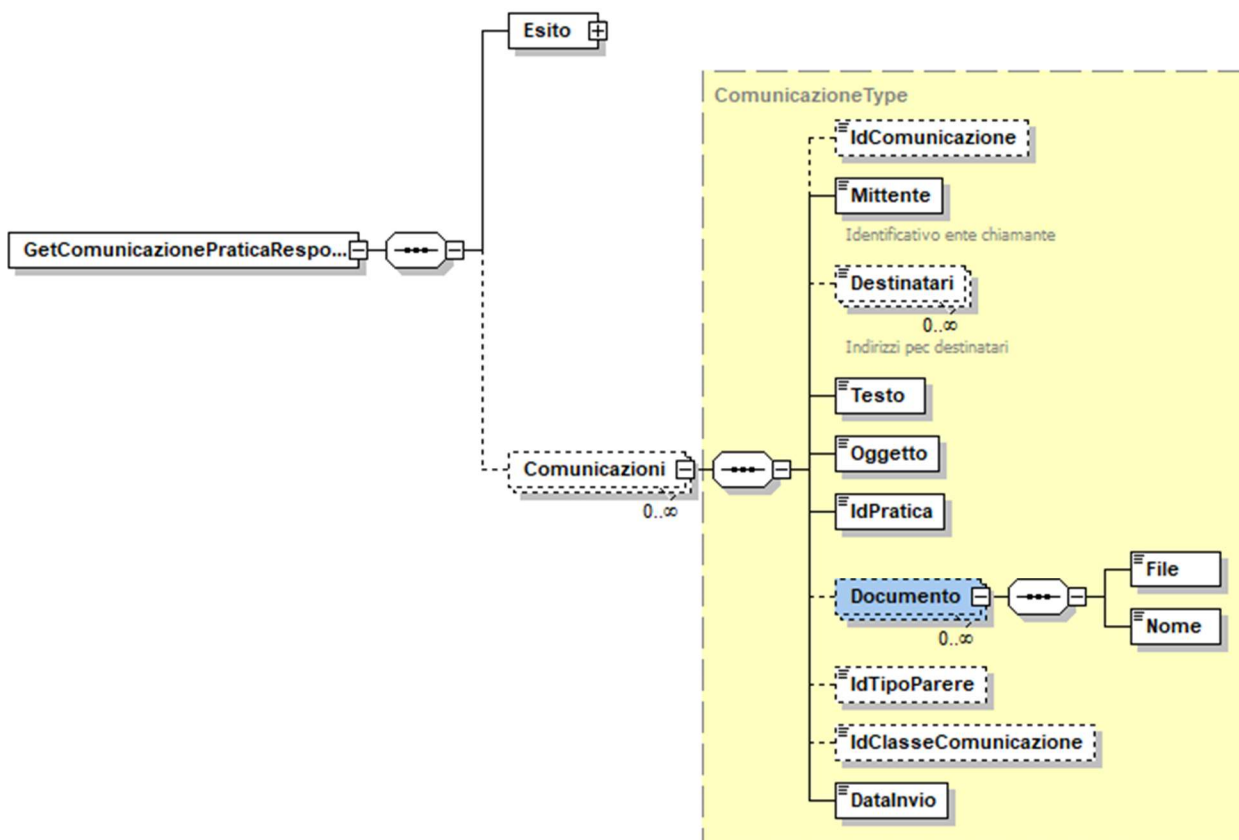 Esito
ComunicazioneType
IdComunicazione
Mittente
Identificativo ente chiamante
GetComunicazionePraticaRespo...
Destinatari
0..∞
Indirizzi pec destinatari
Testo
Oggetto
Comunicazioni
0..∞
IdPratica
File
Documento
0..∞
Nome
IdTipoParere
IdClasseComunicazione
DataInvio